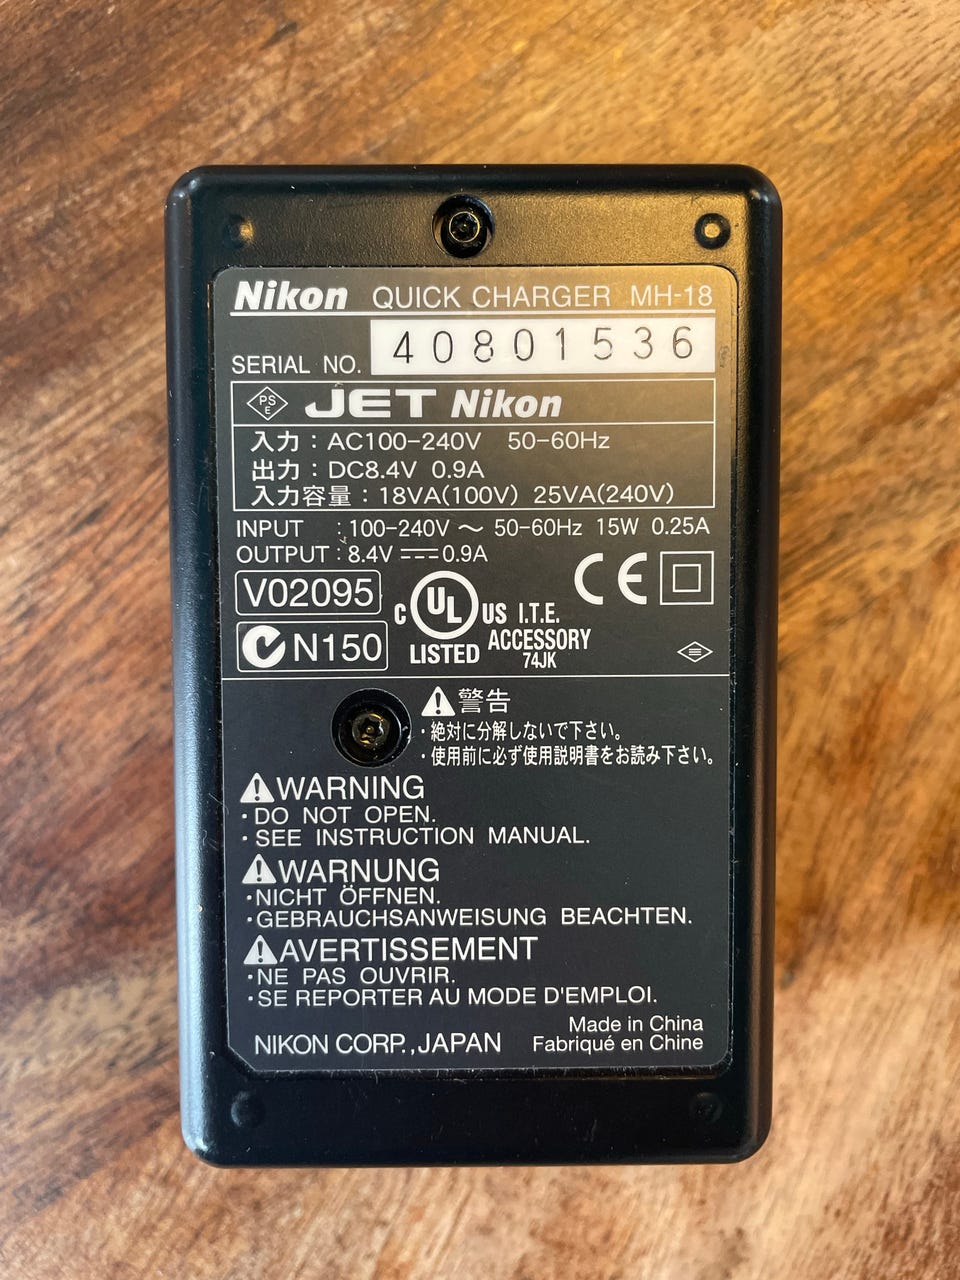 Nikon QUICK CHARGER MH-18
SERIAL NO. 40801536
PS E JET Nikon
入力：AC100-240V 50-60Hz
出力：DC8.4V 0.9A
入力容量：18VA(100V) 25VA(240V)
INPUT : 100-240V ～ 50-60Hz 15W 0.25A
OUTPUT : 8.4V ⎓ 0.9A
V02095
C UL US I.T.E.
LISTED ACCESSORY
74JK
CE
N150
⚠警告
・絶対に分解しないで下さい。
・使用前に必ず使用説明書をお読み下さい。
⚠WARNING
・DO NOT OPEN.
・SEE INSTRUCTION MANUAL.
⚠WARNUNG
・NICHT ÖFFNEN.
・GEBRAUCHSANWEISUNG BEACHTEN.
⚠AVERTISSEMENT
・NE PAS OUVRIR.
・SE REPORTER AU MODE D'EMPLOI.
NIKON CORP.,JAPAN
Made in China
Fabriqué en Chine